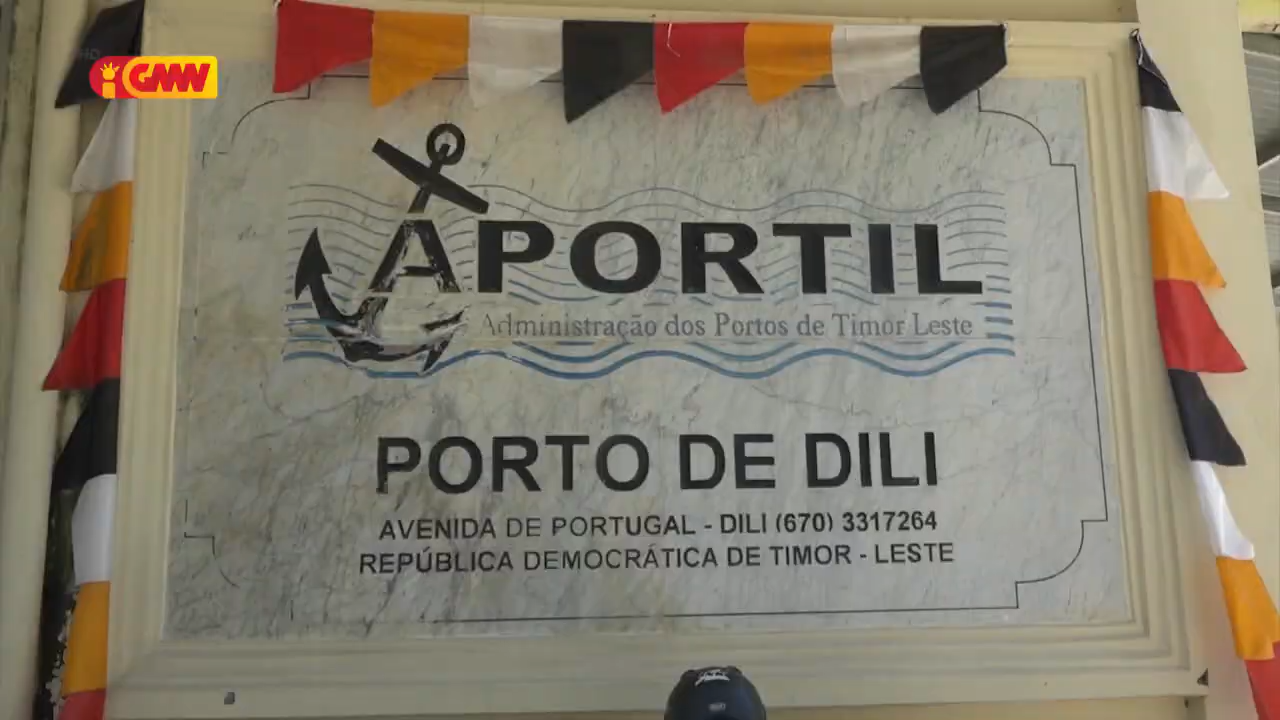 GMW
APORTIL
Administração dos Portos de Timor Leste
PORTO DE DILI
AVENIDA DE PORTUGAL - DILI (670) 3317264
REPÚBLICA DEMOCRÁTICA DE TIMOR - LESTE